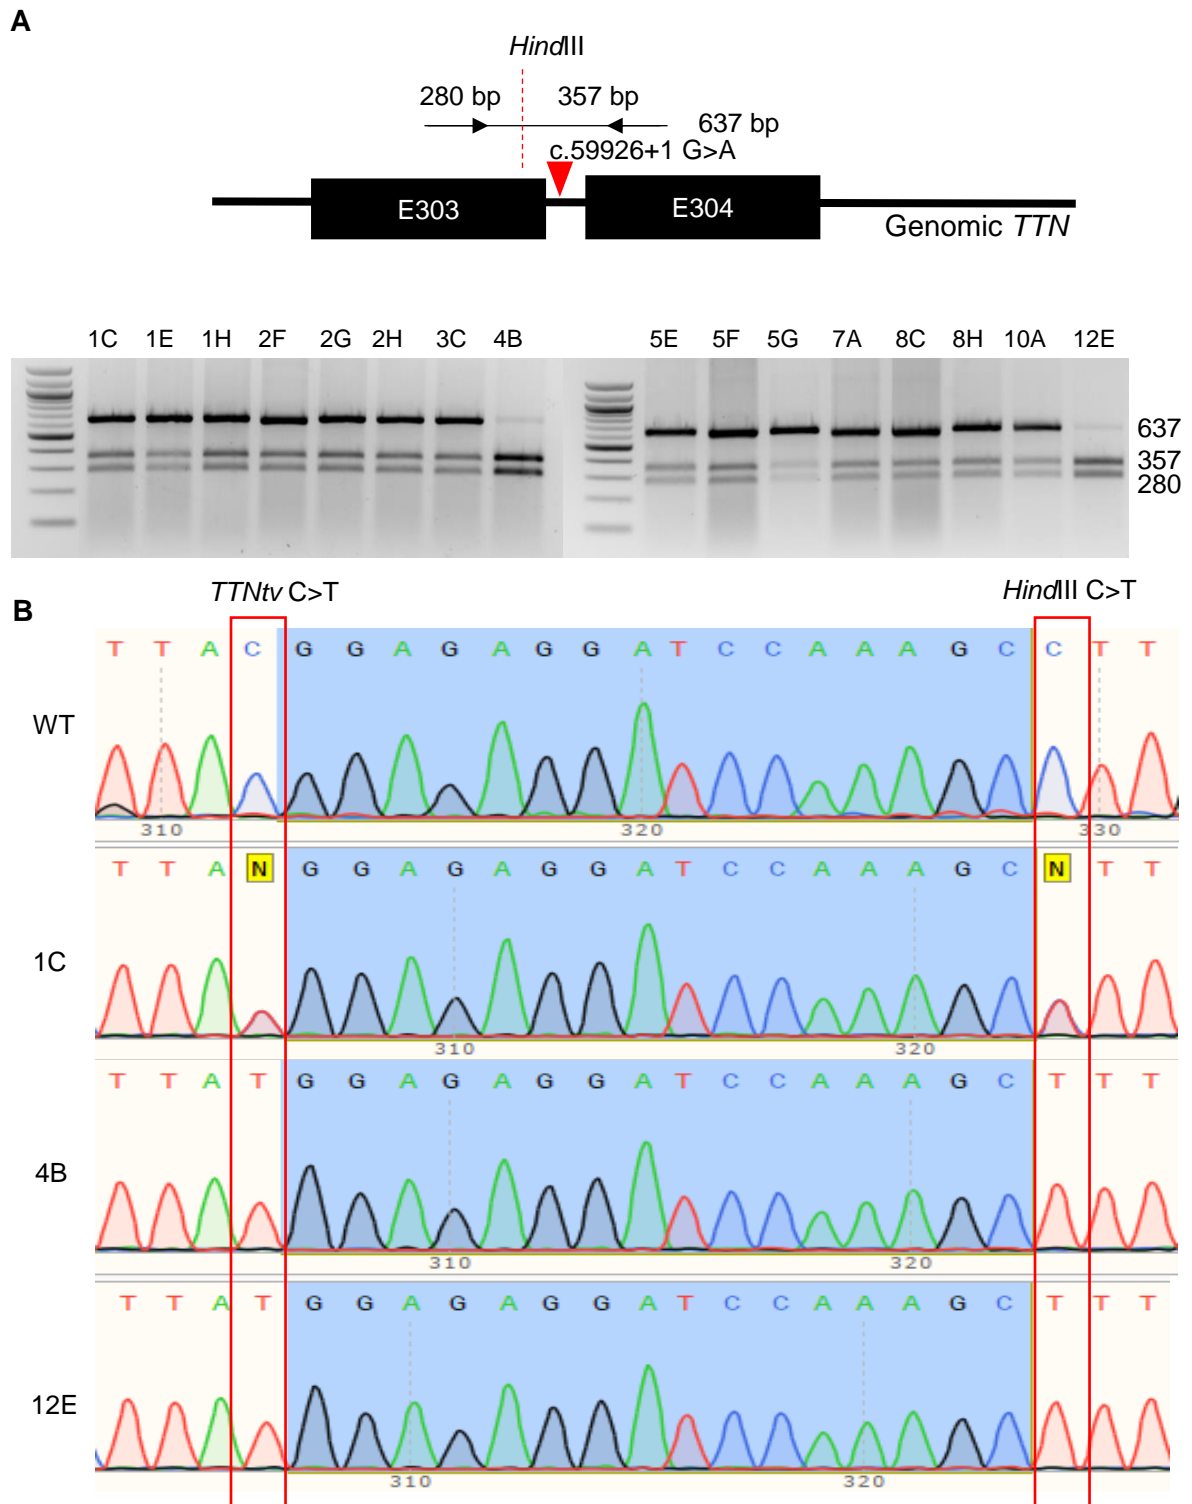 A
HindIII
280 bp 357 bp
637 bp
c.59926+1 G>A
E303 E304
Genomic TTN
1C 1E 1H 2F 2G 2H 3C 4B 5E 5F 5G 7A 8C 8H 10A 12E
637
357
280
TTNtv C>T HindIII C>T
B
T T A C G G A G A G G A T C C A A A G C C T T
WT
310 320 330
T T A N G G A G A G G A T C C A A A G C N T T
1C
310 320
T T A T G G A G A G G A T C C A A A G C T T T
4B
310 320
T T A T G G A G A G G A T C C A A A G C T T T
12E
310 320